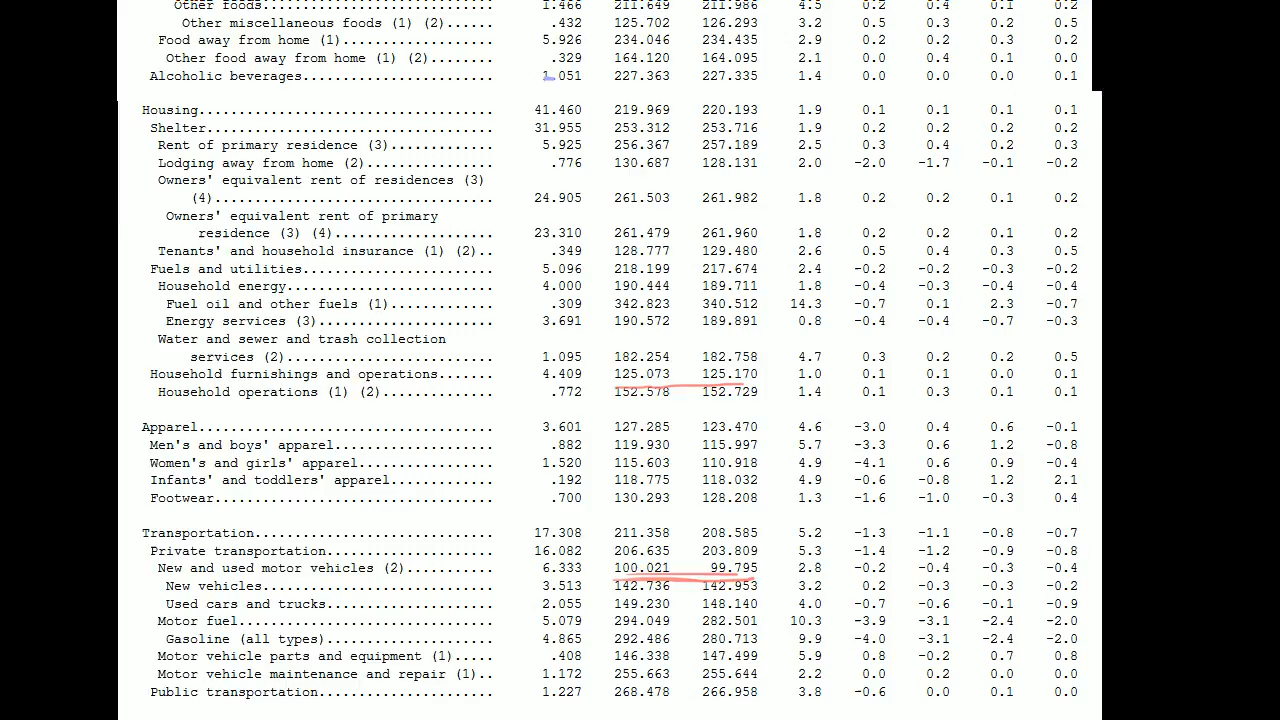 Other foods........................................ 1.466 211.649 211.986 4.5 0.2 0.4 0.1 0.2
Other miscellaneous foods (1) (2)...... .432 125.702 126.293 3.2 0.5 0.3 0.2 0.5
Food away from home (1)................... 5.926 234.046 234.435 2.9 0.2 0.2 0.3 0.2
Other food away from home (1) (2)........ .329 164.120 164.095 2.1 0.0 0.4 0.1 0.0
Alcoholic beverages........................ 1.051 227.363 227.335 1.4 0.0 0.0 0.0 0.1
Housing..................................... 41.460 219.969 220.193 1.9 0.1 0.1 0.1 0.1
Shelter.................................... 31.955 253.312 253.716 1.9 0.2 0.2 0.2 0.2
Rent of primary residence (3)............. 5.925 256.367 257.189 2.5 0.3 0.4 0.2 0.3
Lodging away from home (2)................ .776 130.687 128.131 2.0 -2.0 -1.7 -0.1 -0.2
Owners' equivalent rent of residences (3)
(4)................................... 24.905 261.503 261.982 1.8 0.2 0.2 0.1 0.2
Owners' equivalent rent of primary
residence (3) (4).................... 23.310 261.479 261.960 1.8 0.2 0.2 0.1 0.2
Tenants' and household insurance (1) (2).. .349 128.777 129.480 2.6 0.5 0.4 0.3 0.5
Fuels and utilities........................ 5.096 218.199 217.674 2.4 -0.2 -0.2 -0.3 -0.2
Household energy.......................... 4.000 190.444 189.711 1.8 -0.4 -0.3 -0.4 -0.4
Fuel oil and other fuels (1)............. .309 342.823 340.512 14.3 -0.7 0.1 2.3 -0.7
Energy services (3)...................... 3.691 190.572 189.891 0.8 -0.4 -0.4 -0.7 -0.3
Water and sewer and trash collection
services (2).......................... 1.095 182.254 182.758 4.7 0.3 0.2 0.2 0.5
Household furnishings and operations....... 4.409 125.073 125.170 1.0 0.1 0.1 0.0 0.1
Household operations (1) (2).............. .772 152.578 152.729 1.4 0.1 0.3 0.1 0.1
Apparel..................................... 3.601 127.285 123.470 4.6 -3.0 0.4 0.6 -0.1
Men's and boys' apparel.................... .882 119.930 115.997 5.7 -3.3 0.6 1.2 -0.8
Women's and girls' apparel................. 1.520 115.603 110.918 4.9 -4.1 0.6 0.9 -0.4
Infants' and toddlers' apparel............. .192 118.775 118.032 4.9 -0.6 -0.8 1.2 2.1
Footwear................................... .700 130.293 128.208 1.3 -1.6 -1.0 -0.3 0.4
Transportation.............................. 17.308 211.358 208.585 5.2 -1.3 -1.1 -0.8 -0.7
Private transportation..................... 16.082 206.635 203.809 5.3 -1.4 -1.2 -0.9 -0.8
New and used motor vehicles (2)........... 6.333 100.021 99.795 2.8 -0.2 -0.4 -0.3 -0.4
New vehicles............................. 3.513 142.736 142.953 3.2 0.2 -0.3 -0.3 -0.3
Used cars and trucks..................... 2.055 149.230 148.140 4.0 -0.7 -0.6 -0.1 -0.9
Motor fuel................................ 5.079 294.049 282.501 10.3 -3.9 -3.1 -2.4 -2.0
Gasoline (all types)..................... 4.865 292.486 280.713 9.9 -4.0 -3.1 -2.4 -2.0
Motor vehicle parts and equipment (1)..... .408 146.338 147.499 5.9 0.8 -0.2 0.7 0.8
Motor vehicle maintenance and repair (1).. 1.172 255.663 255.644 2.2 0.0 0.2 0.0 0.0
Public transportation...................... 1.227 268.478 266.958 3.8 -0.6 0.0 0.1 0.0